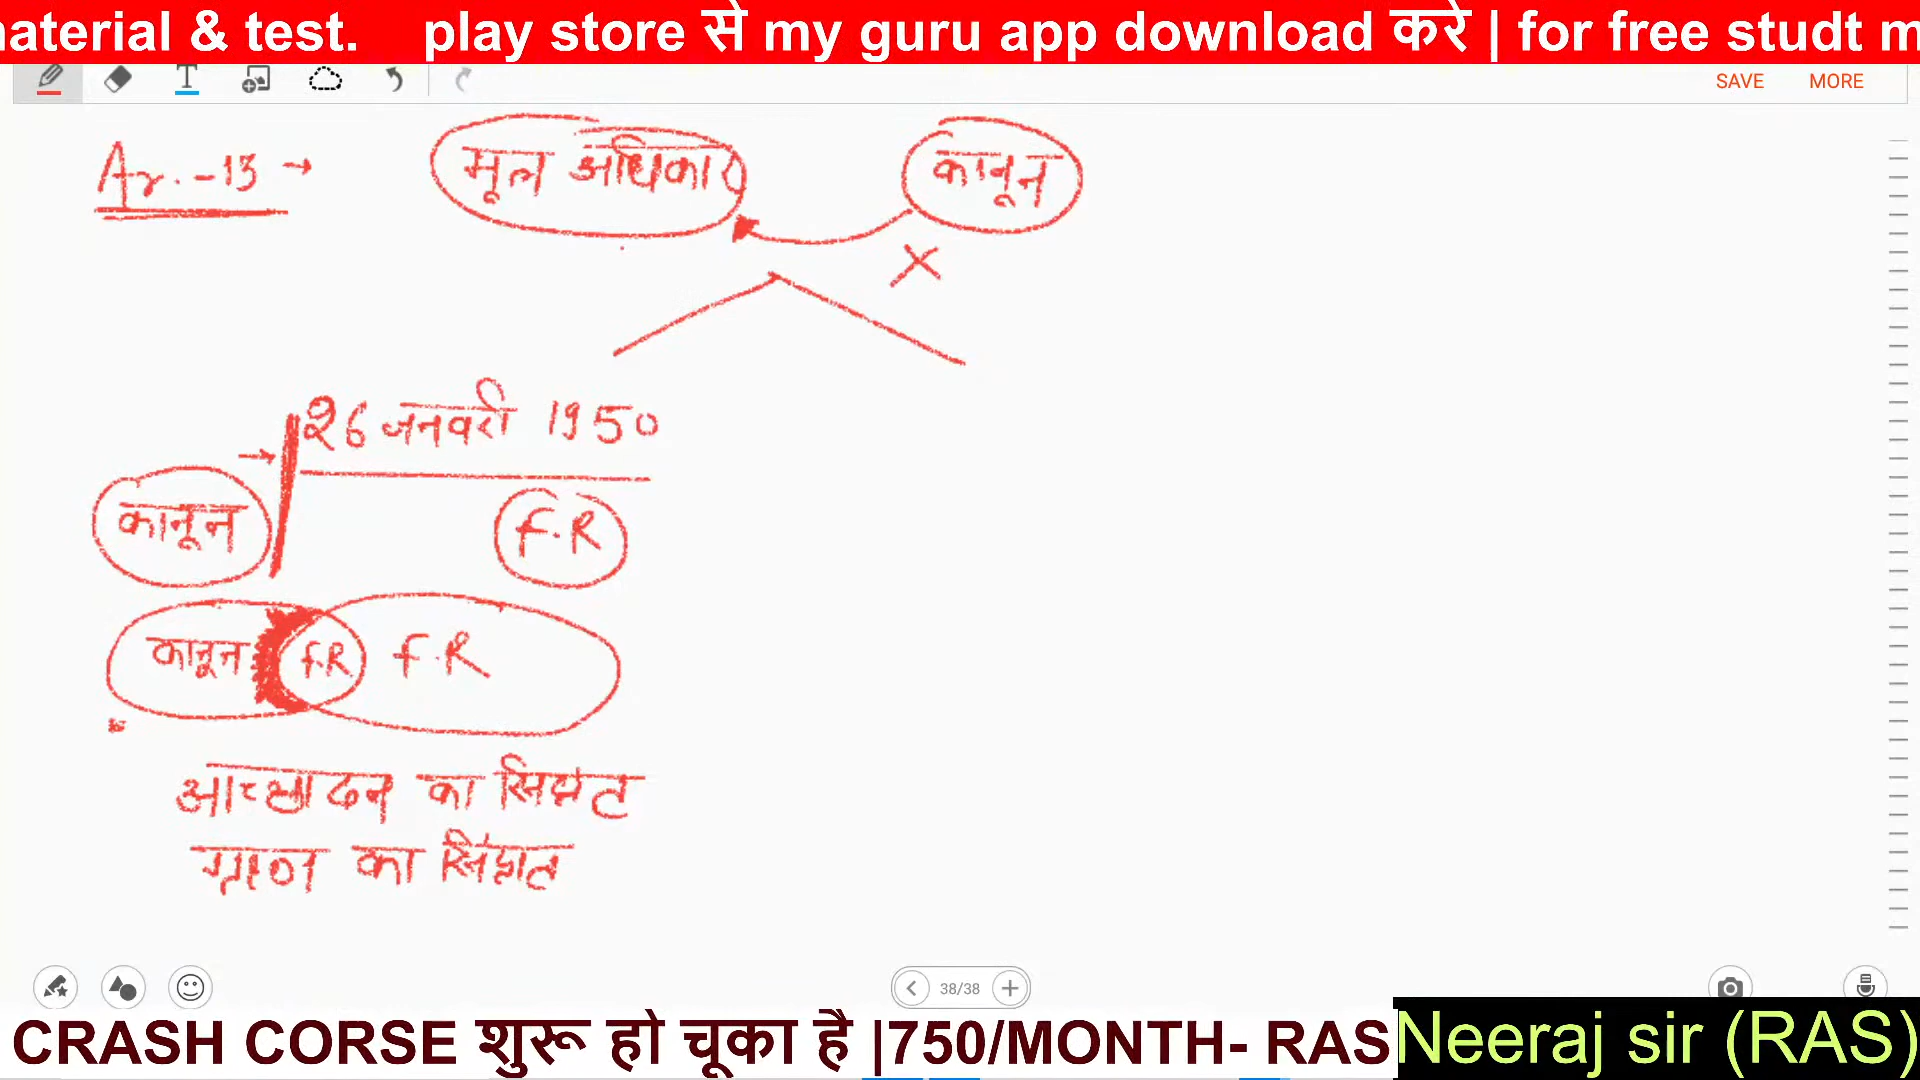 naterial & test. play store से my guru app download करे | for free studt m
SAVE MORE
Ar. - 13 → मूल अधिकार कानून
X
26 जनवरी 1950
कानून
F.R
कानून F.R F.R
आच्छादन का सिद्धांत
ग्रहण का सिद्धांत
38/38
CRASH CORSE शुरू हो चूका है |750/MONTH- RAS
Neeraj sir (RAS)